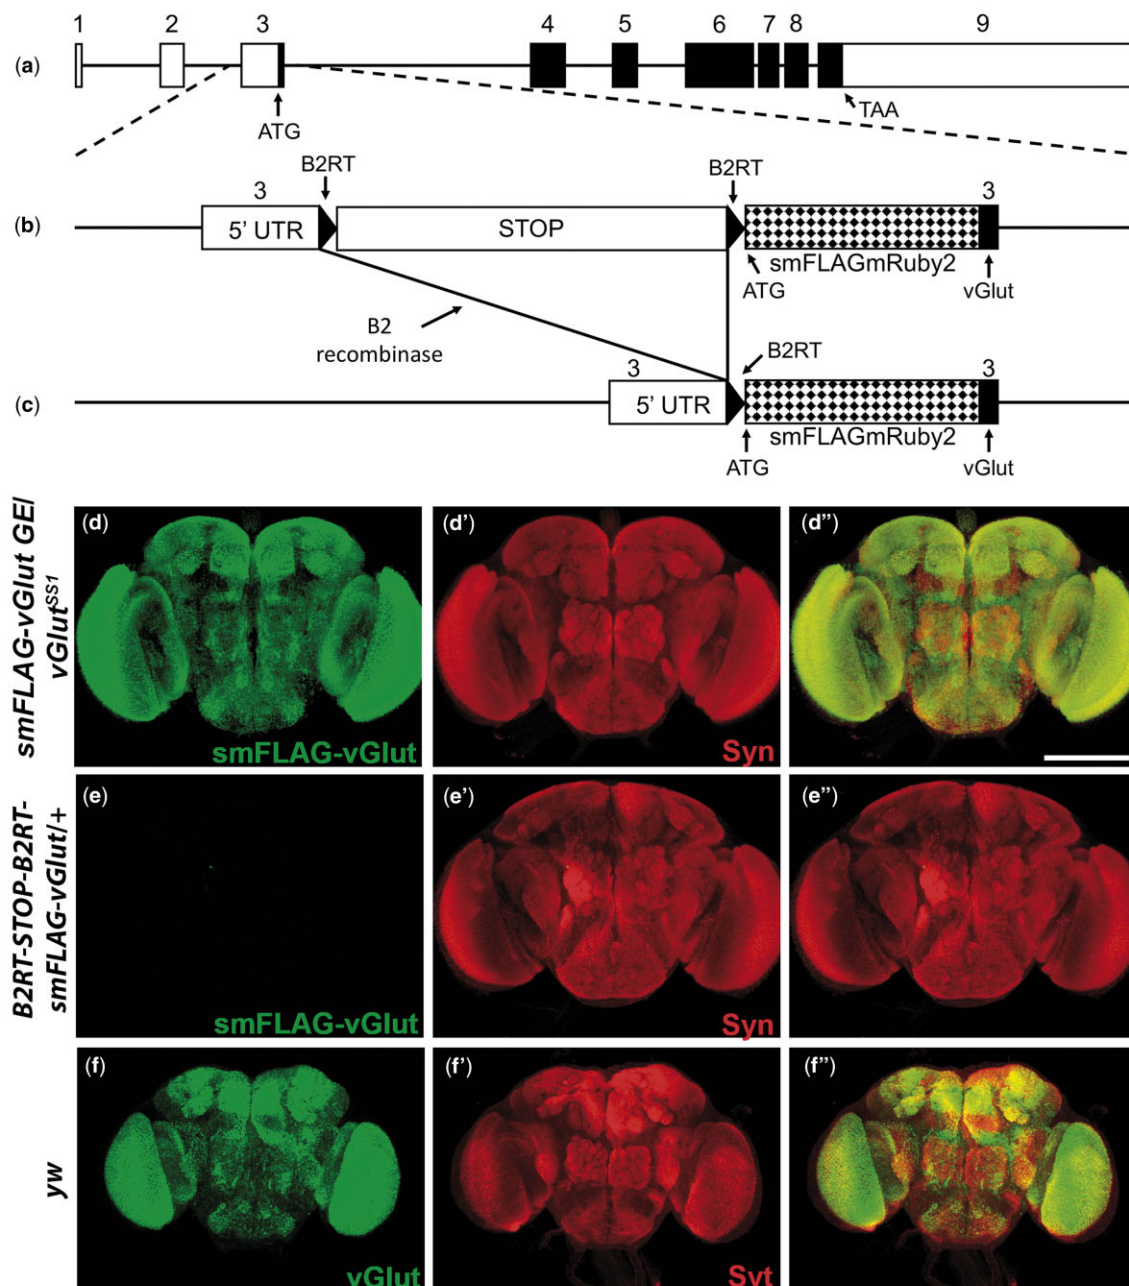 1 2 3 4 5 6 7 8 9
(a)
ATG
TAA
B2RT
B2RT
3
3
(b)
5' UTR
STOP
smFLAGmRuby2
ATG
vGlut
B2
recombinase
B2RT
3
3
(c)
5' UTR
smFLAGmRuby2
ATG
vGlut
smFLAG-vGlut GE/
vGlutSS1
(d)
smFLAG-vGlut
(d')
Syn
(d'')
B2RT-STOP-B2RT-
smFLAG-vGlut/+
(e)
smFLAG-vGlut
(e')
Syn
(e'')
yw
(f)
vGlut
(f')
Syt
(f'')